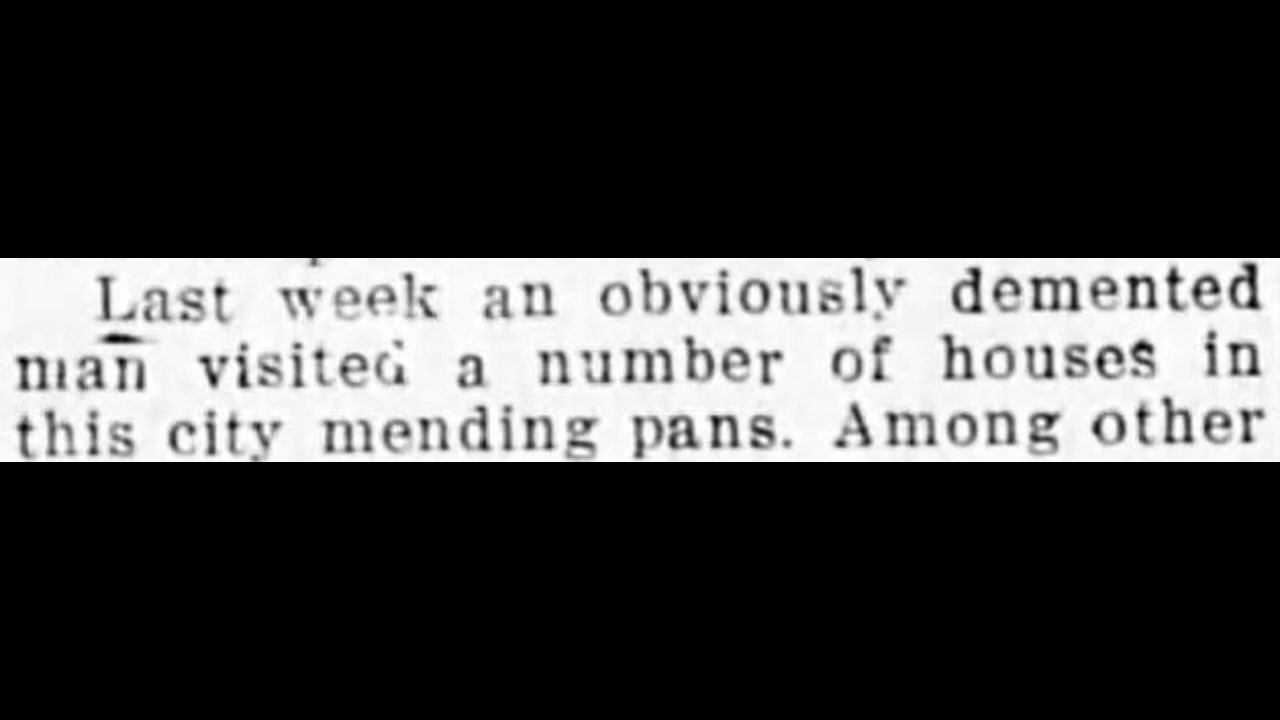 Last week an obviously demented
man visited a number of houses in
this city mending pans. Among other